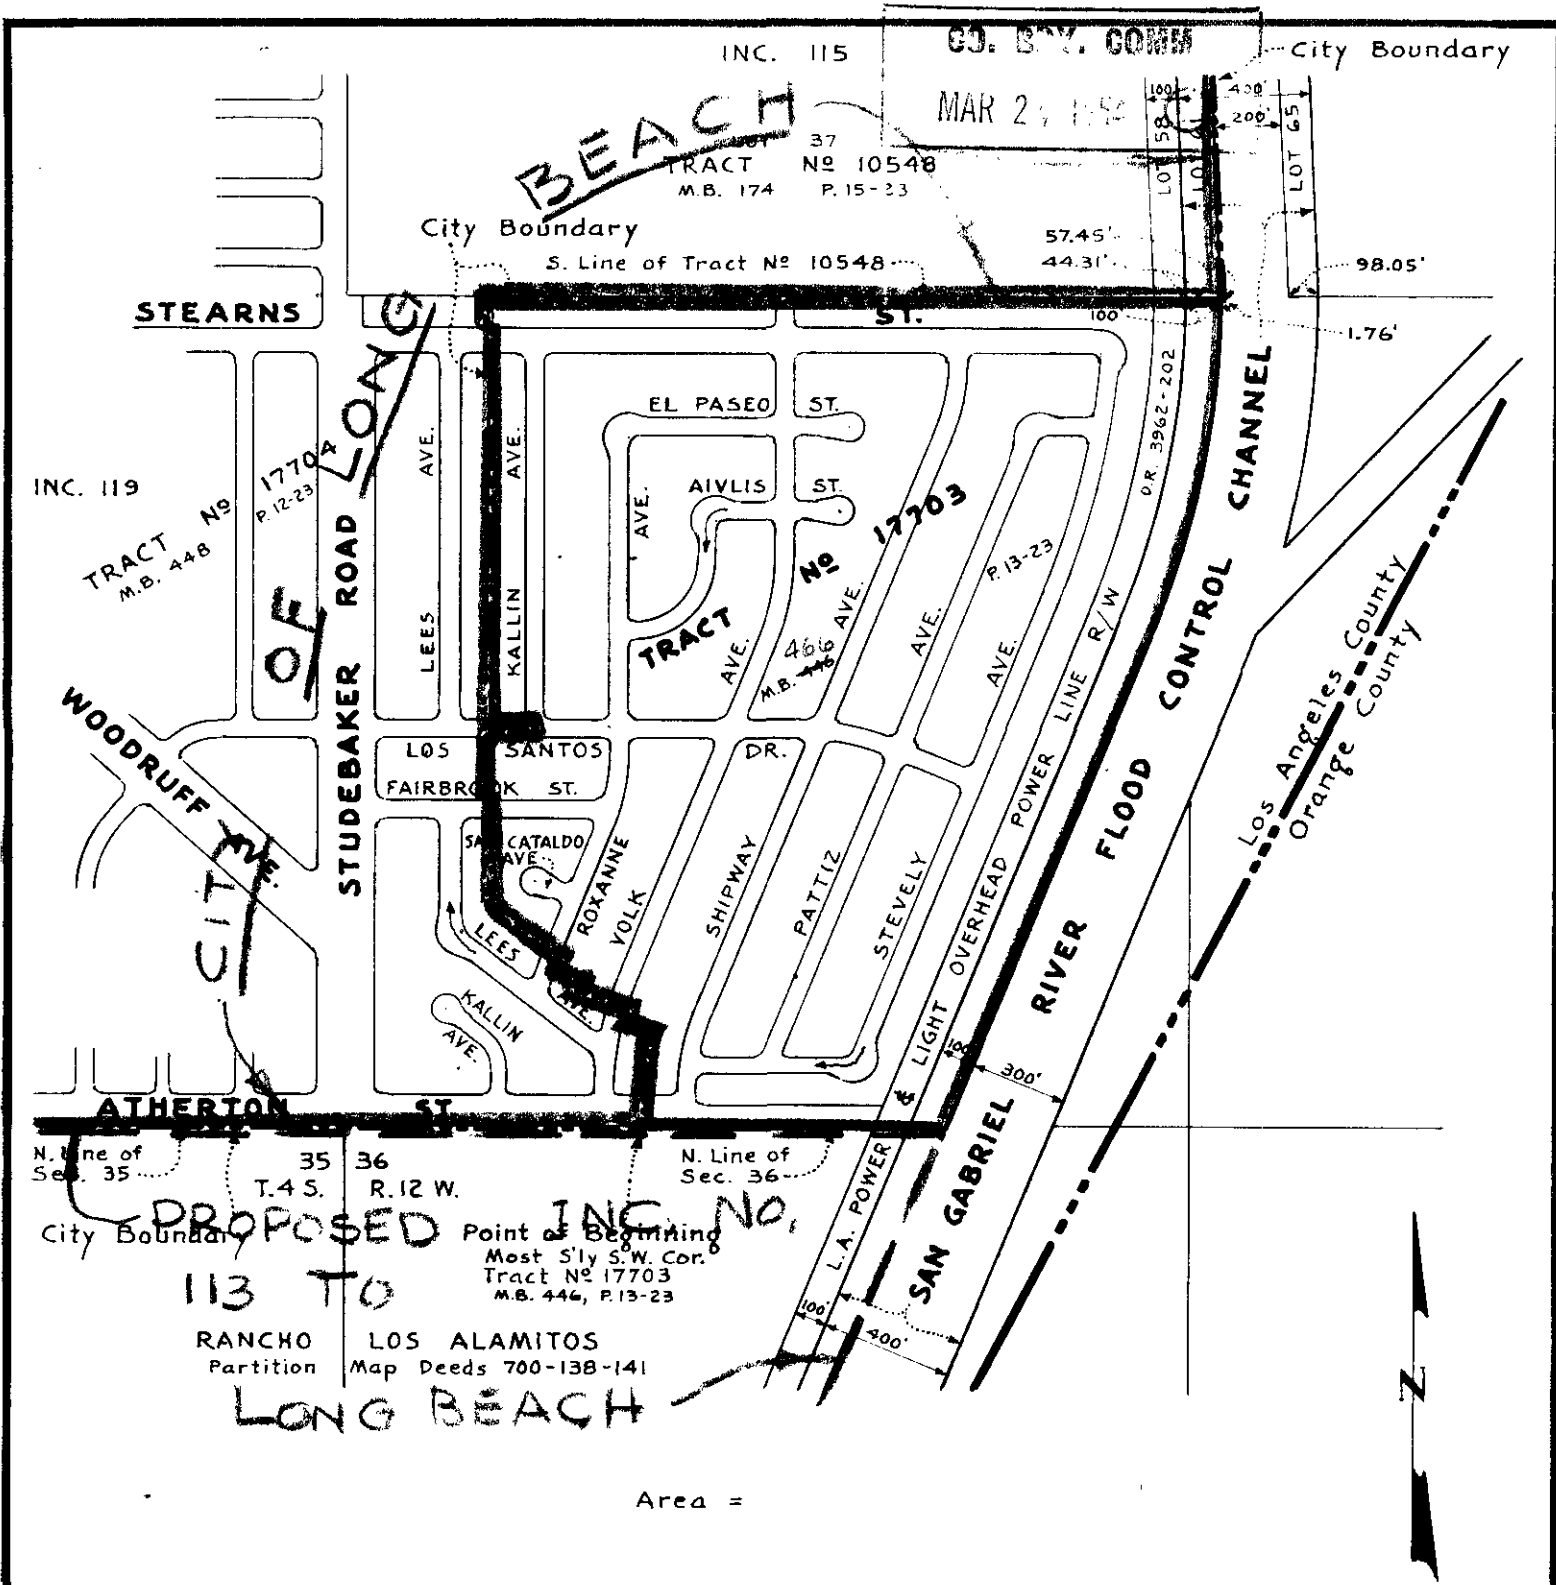 INC. 115
CO. BDY. COMM
MAR 2
City Boundary
BEACH
37
TRACT Nº 10548
M.B. 174 P. 15-23
100'
400'
200'
LOT 58
LOT 65
City Boundary
S. Line of Tract Nº 10548
57.45'
44.31'
98.05'
1.76'
100'
STEARNS ST.
INC. 119
TRACT Nº 17704
M.B. 448 P. 12-23
CITY OF LONG
STUDEBAKER ROAD
WOODRUFF AVE.
LEES AVE.
KALLIN AVE.
EL PASEO ST.
AIVLIS ST.
AVE.
TRACT Nº 17703
466
M.B. 446
P. 13-23
AVE.
AVE.
AVE.
AVE.
O.R. 3962-202
LOS SANTOS DR.
FAIRBROOK ST.
SAN CATALDO
AVE.
ROXANNE
VOLK
SHIPWAY
PATTIZ
STEVELY
LEES
AVE.
KALLIN
AVE.
L.A. POWER & LIGHT OVERHEAD POWER LINE R/W
SAN GABRIEL RIVER FLOOD CONTROL CHANNEL
Los Angeles County
Orange County
100'
300'
ATHERTON ST.
N. Line of
Sec. 35
35 36
T.4 S. R.12 W.
N. Line of
Sec. 36
City Boundary
PROPOSED INC. NO.
113 TO
LONG BEACH
Point of Beginning
Most S'ly S.W. Cor.
Tract Nº 17703
M.B. 446, P. 13-23
RANCHO LOS ALAMITOS
Partition Map Deeds 700-138-141
100'
400'
N
Area =